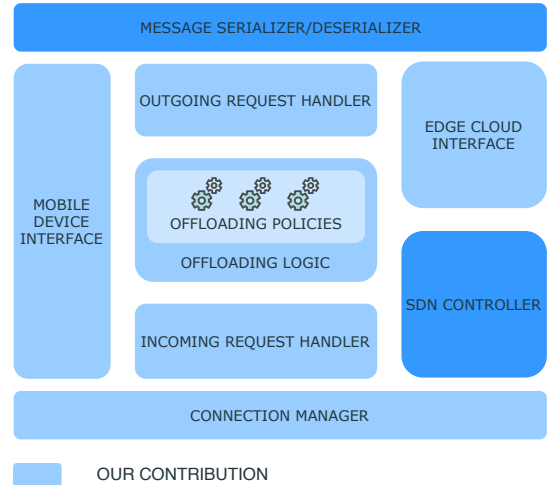 MESSAGE SERIALIZER/DESERIALIZER
OUTGOING REQUEST HANDLER
EDGE CLOUD
INTERFACE
MOBILE
DEVICE
INTERFACE
OFFLOADING POLICIES
OFFLOADING LOGIC
SDN CONTROLLER
INCOMING REQUEST HANDLER
CONNECTION MANAGER
OUR CONTRIBUTION